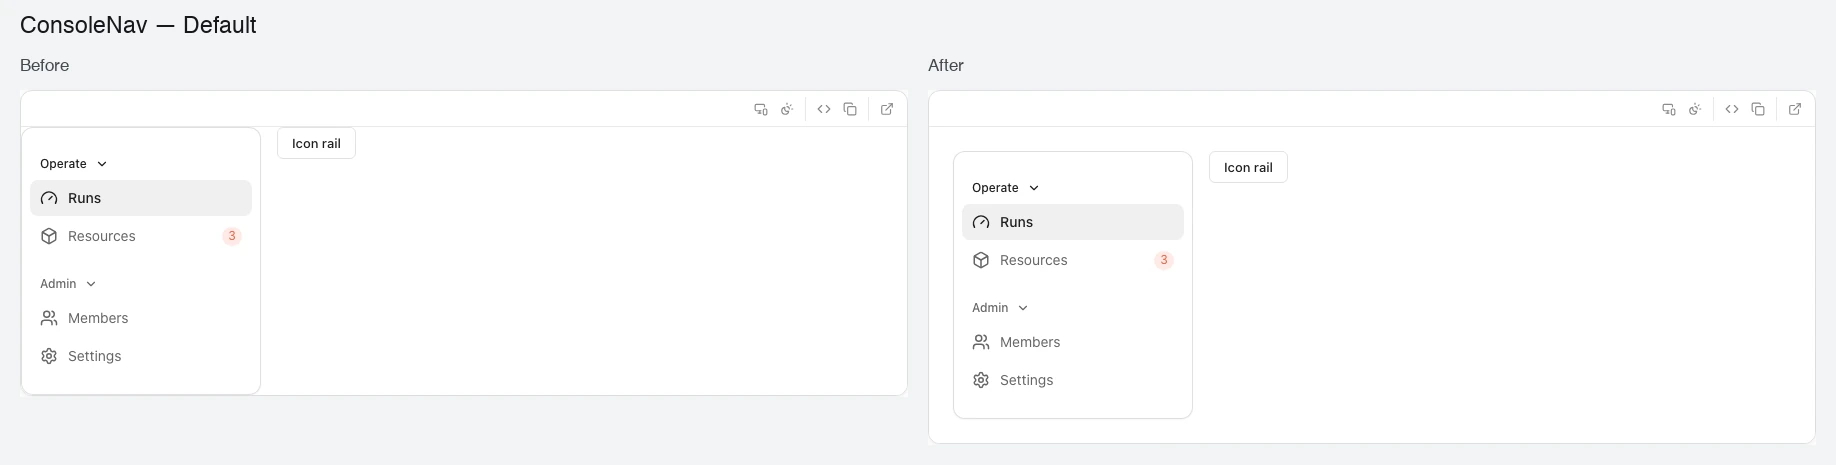 ConsoleNav — Default
Before
Icon rail
Operate
Runs
Resources 3
Admin
Members
Settings
After
Icon rail
Operate
Runs
Resources 3
Admin
Members
Settings